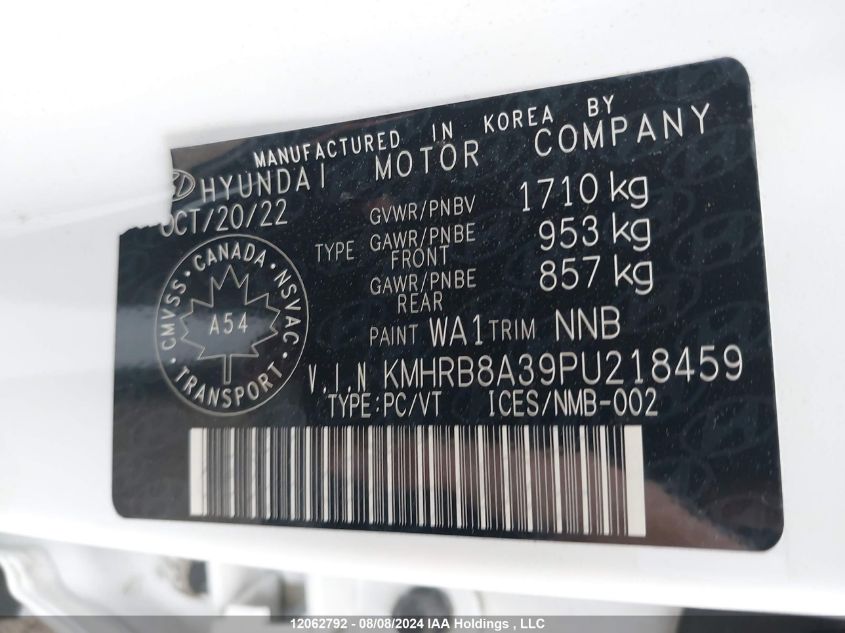 MANUFACTURED IN KOREA BY
HYUNDAI MOTOR COMPANY
OCT/20/22
GVWR/PNBV 1710 kg
TYPE GAWR/PNBE FRONT 953 kg
GAWR/PNBE REAR 857 kg
CMVSS • CANADA • NSVAC • TRANSPORT •
A54
PAINT WA1 TRIM NNB
V.I.N KMHRB8A39PU218459
TYPE:PC/VT ICES/NMB-002
12062792 - 08/08/2024 IAA Holdings , LLC